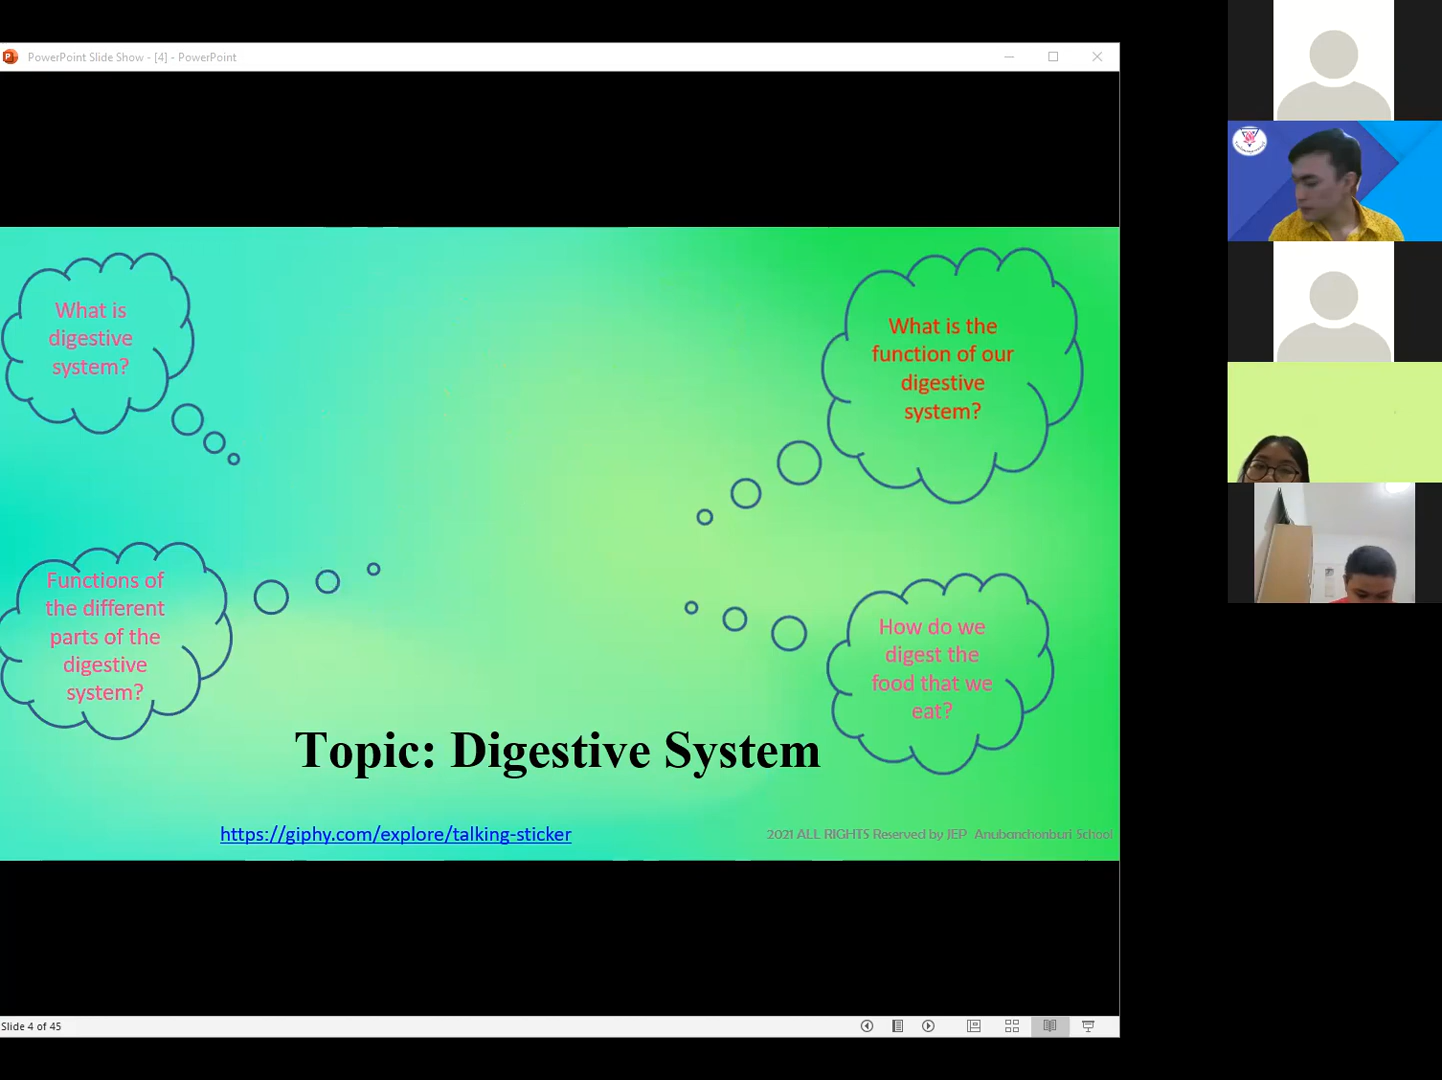 PowerPoint Slide Show - [4] - PowerPoint
What is
digestive
system?
What is the
function of our
digestive
system?
Functions of
the different
parts of the
digestive
system?
How do we
digest the
food that we
eat?
Topic: Digestive System
https://giphy.com/explore/talking-sticker
2021 ALL RIGHTS Reserved by JEP Anubanchonburi School
Slide 4 of 45